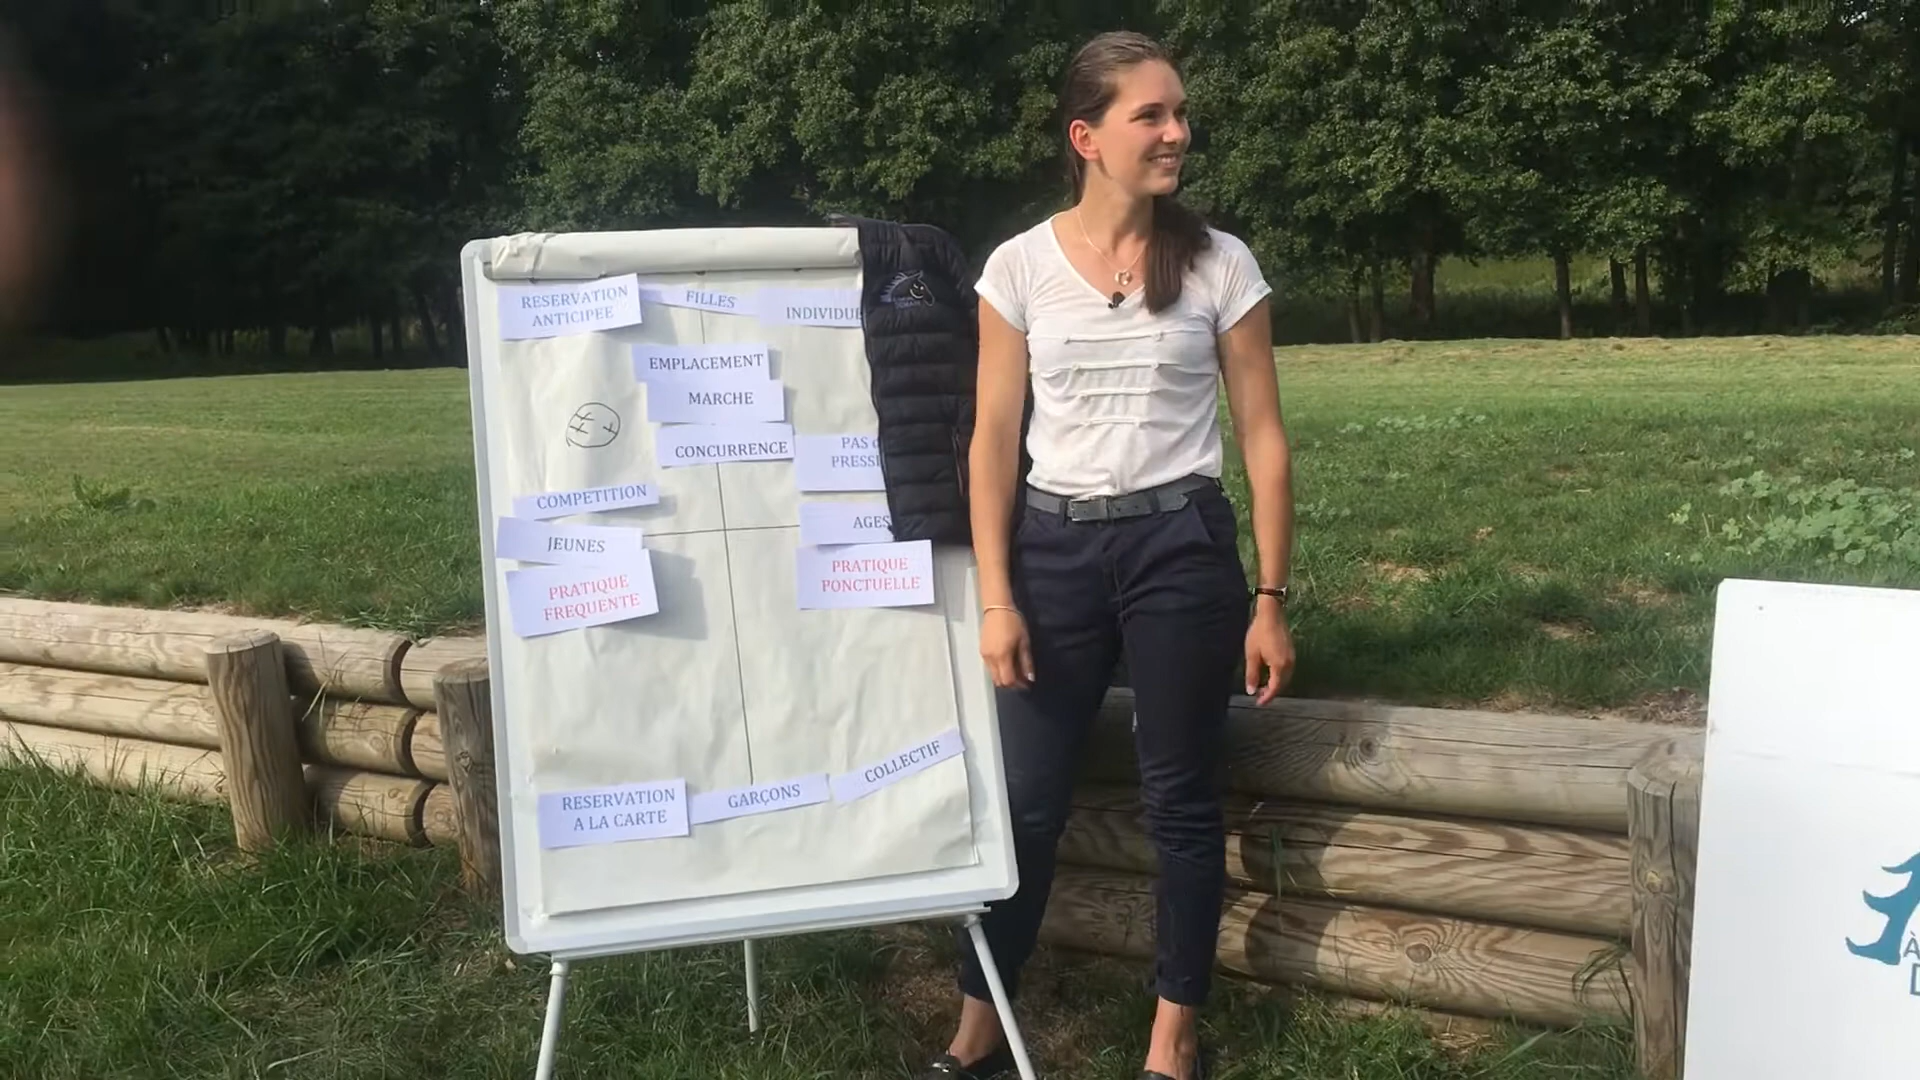 RESERVATION
ANTICIPEE
FILLES
INDIVIDUE
EMPLACEMENT
MARCHE
CONCURRENCE
PAS
PRESSI
COMPETITION
AGES
JEUNES
PRATIQUE
FREQUENTE
PRATIQUE
PONCTUELLE
COLLECTIF
RESERVATION
A LA CARTE
GARÇONS
À